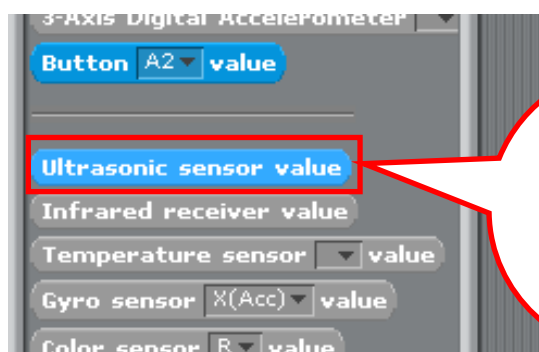 3-Axis Digital Accelerometer
Button A2 value
Ultrasonic sensor value
Infrared receiver value
Temperature sensor value
Gyro sensor X(Acc) value
Color sensor R value